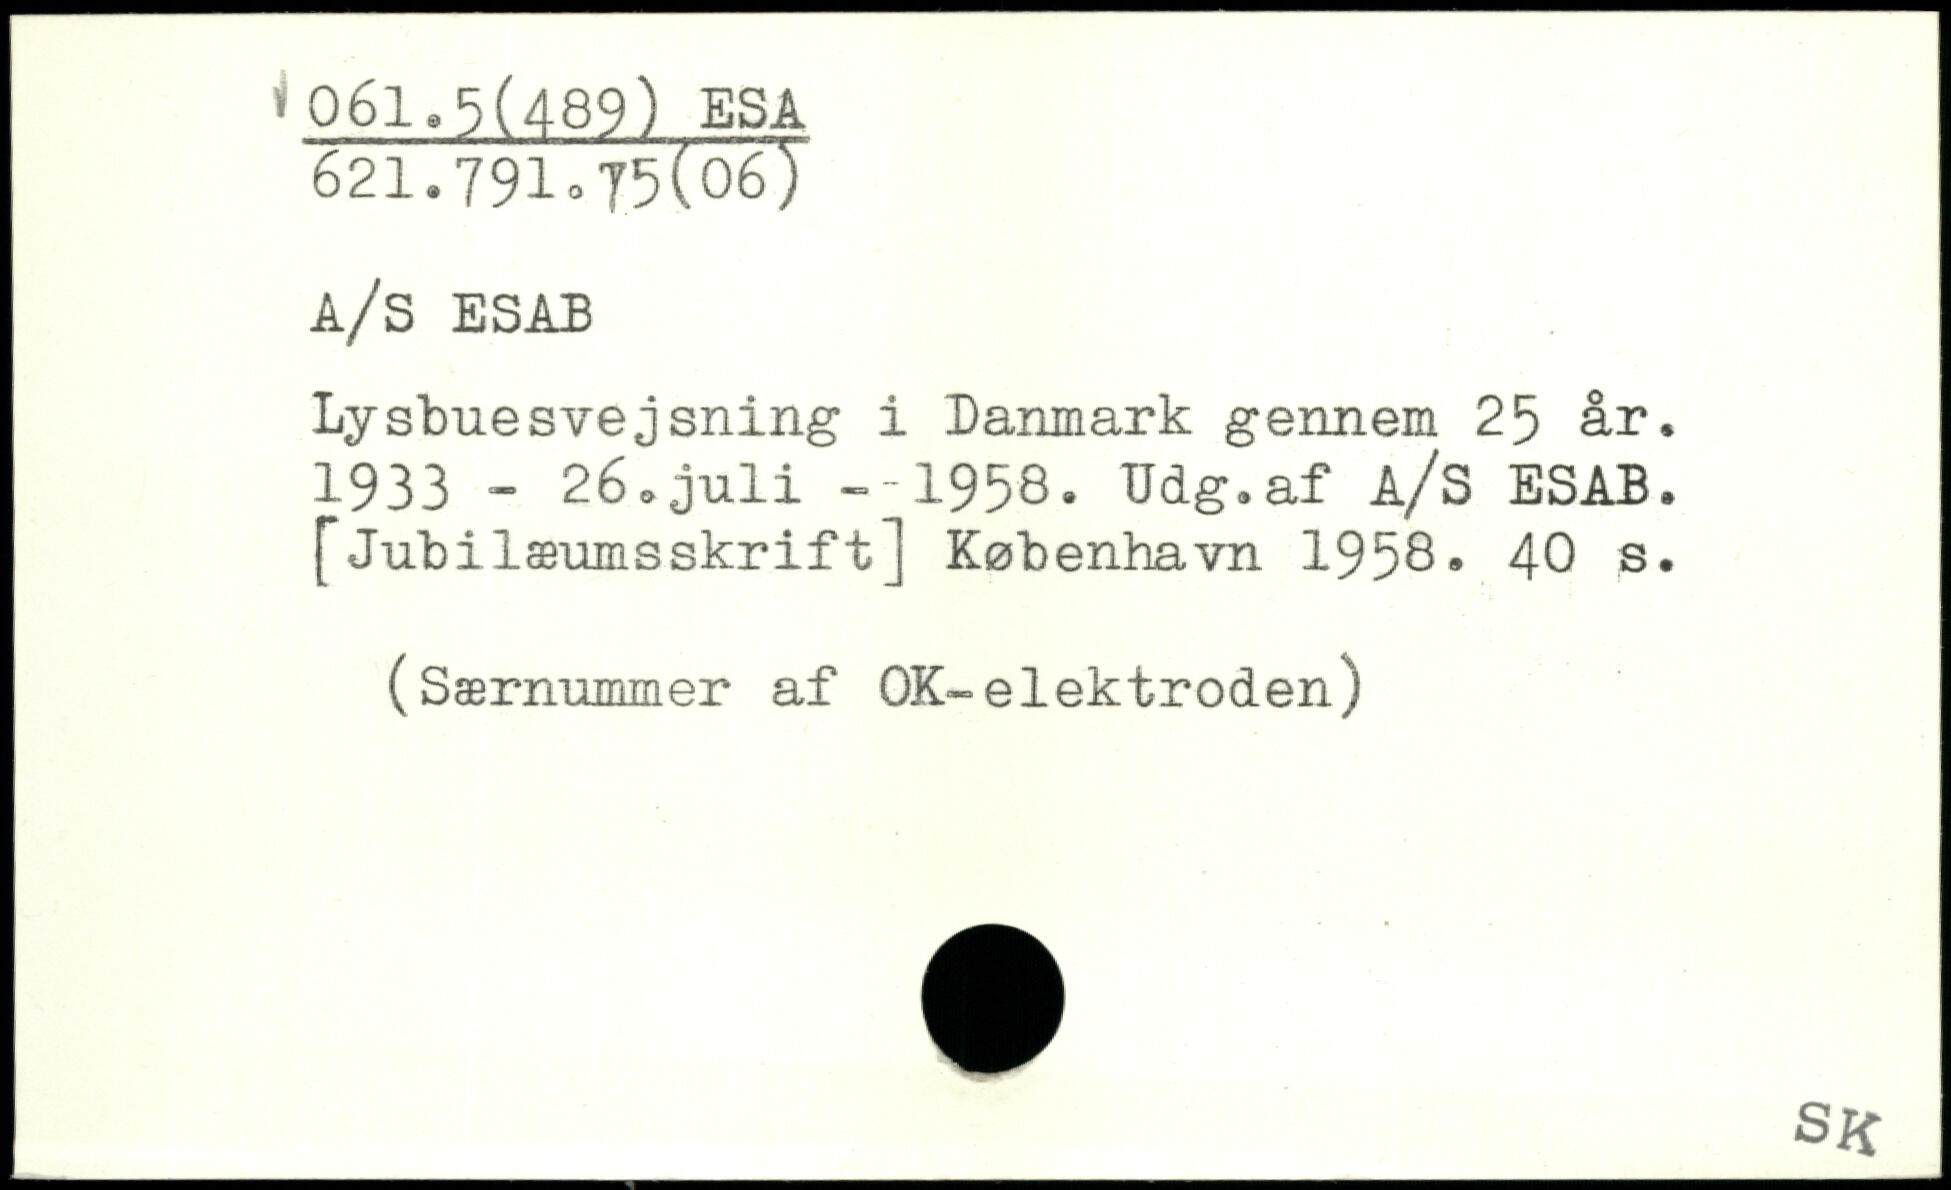 061.5(489) ESA
621.791.75(06)
A/S ESAB
Lysbuesvejsning i Danmark gennem 25 år.
1933 - 26.juli - 1958. Udg.af A/S ESAB.
[Jubilæumsskrift] København 1958. 40 s.
(Særnummer af OK-elektroden)
SK